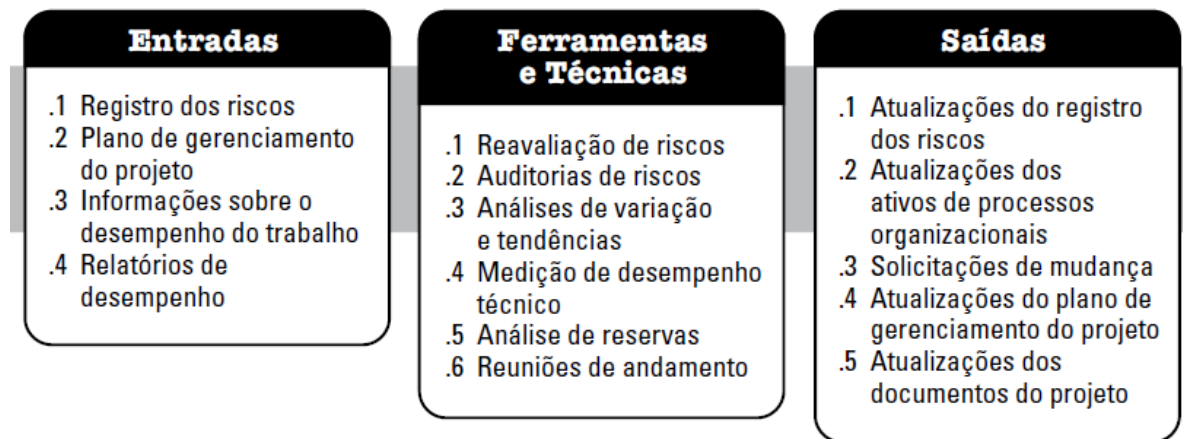 Entradas
.1 Registro dos riscos
.2 Plano de gerenciamento
do projeto
.3 Informações sobre o
desempenho do trabalho
.4 Relatórios de
desempenho
Ferramentas
e Técnicas
.1 Reavaliação de riscos
.2 Auditorias de riscos
.3 Análises de variação
e tendências
.4 Medição de desempenho
técnico
.5 Análise de reservas
.6 Reuniões de andamento
Saídas
.1 Atualizações do registro
dos riscos
.2 Atualizações dos
ativos de processos
organizacionais
.3 Solicitações de mudança
.4 Atualizações do plano de
gerenciamento do projeto
.5 Atualizações dos
documentos do projeto